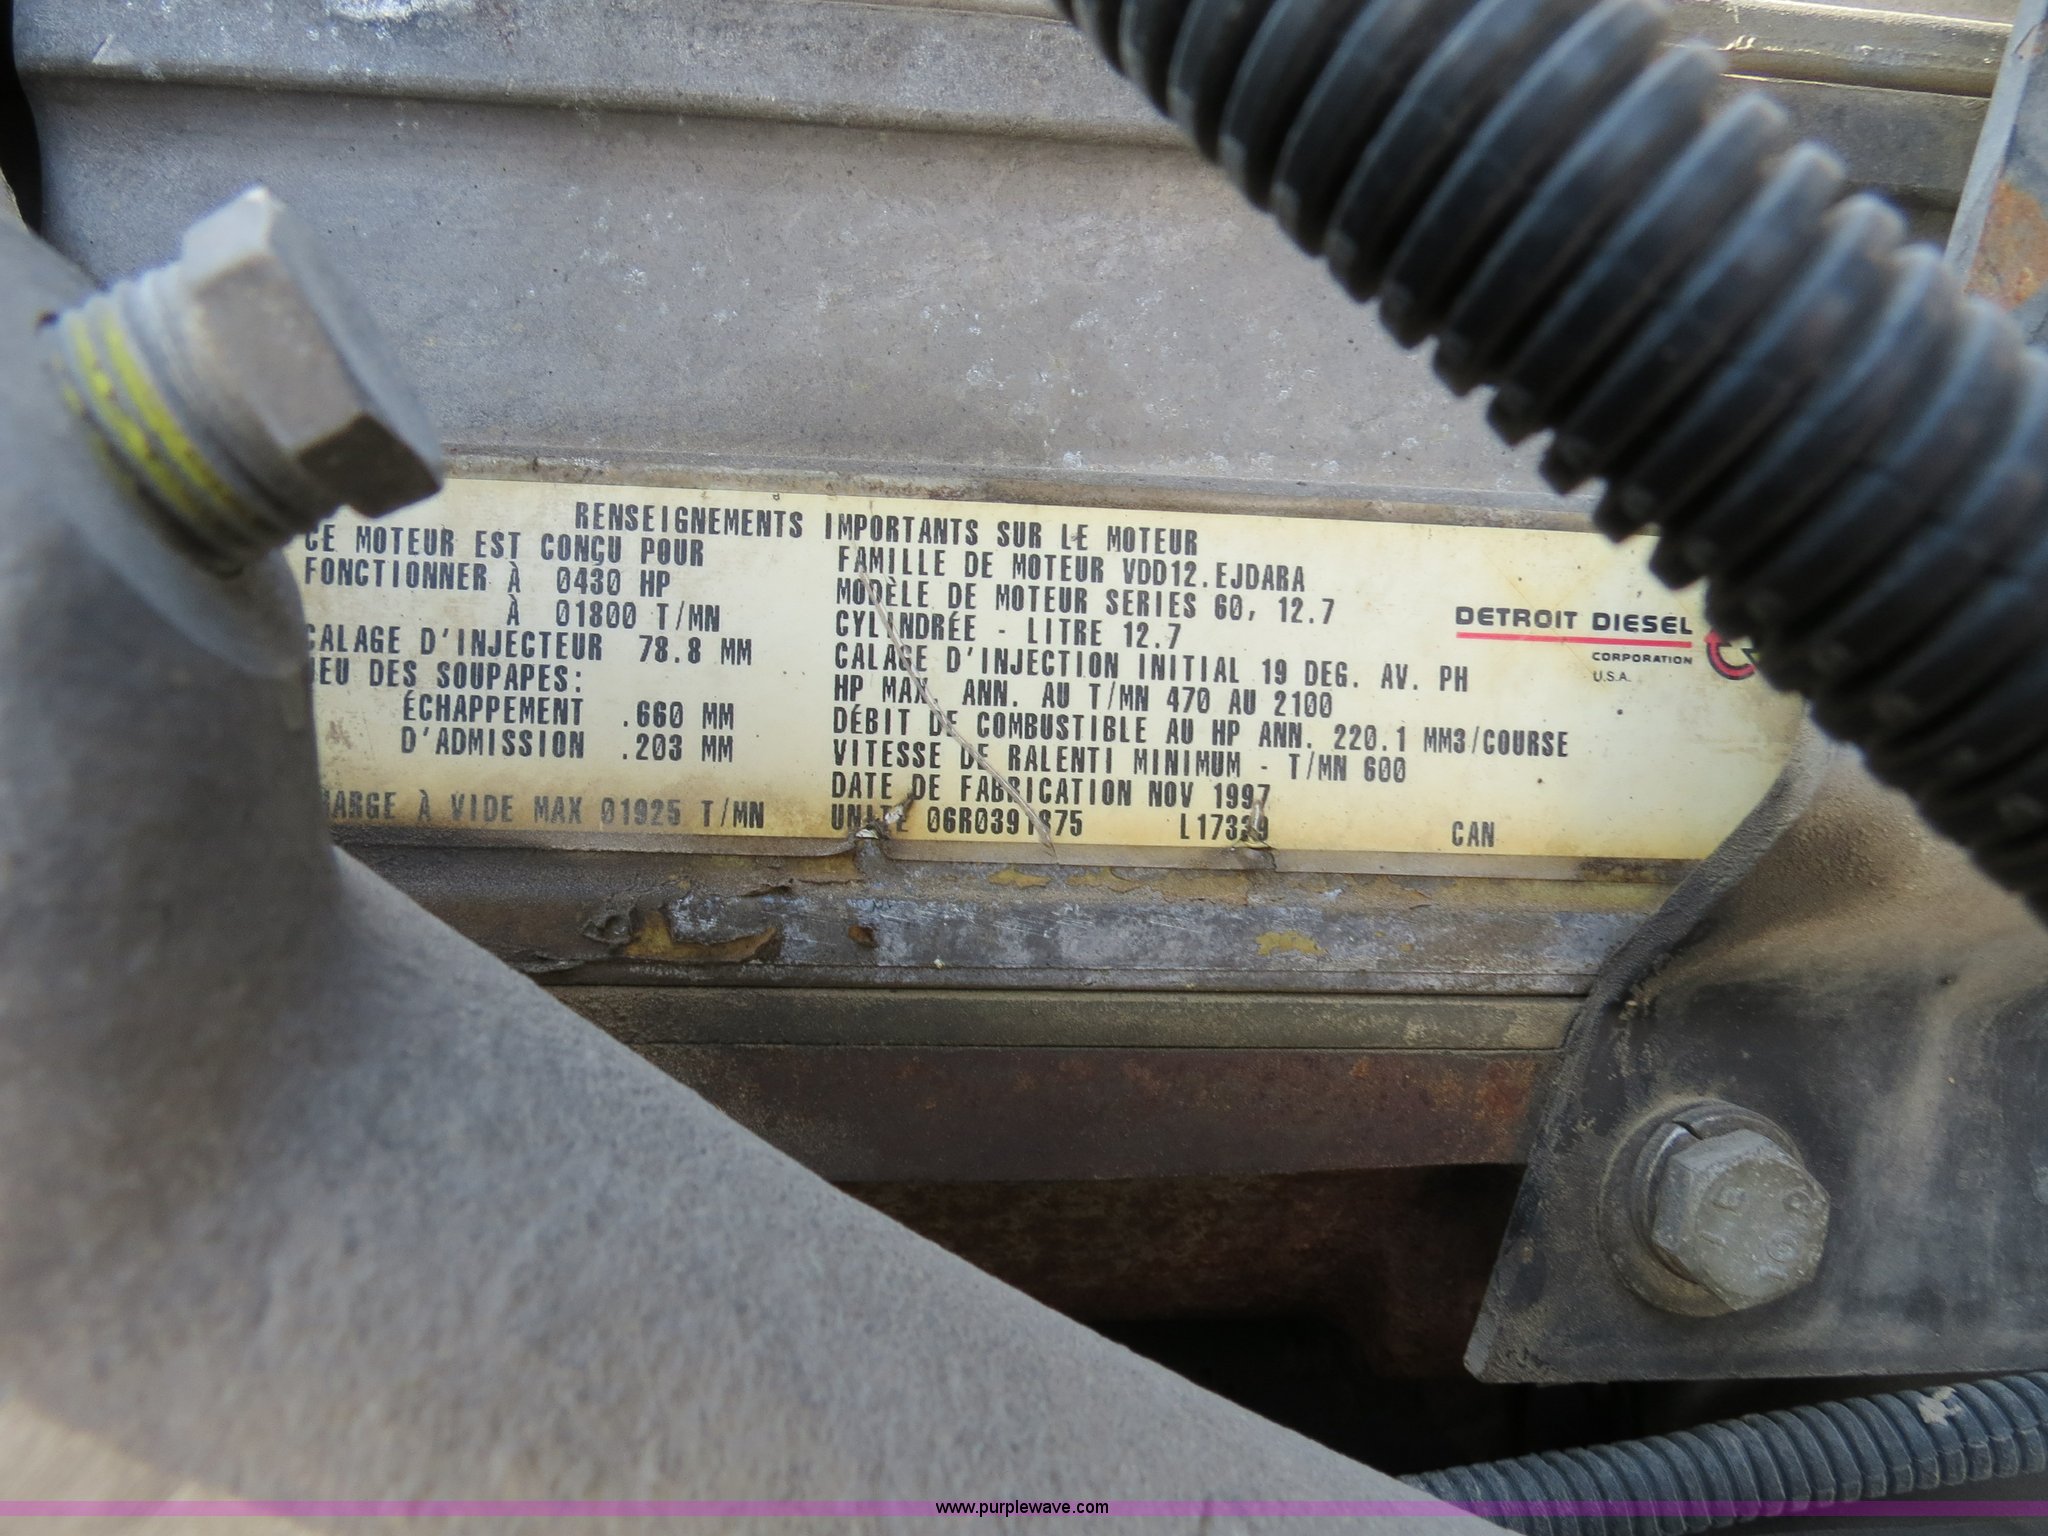 RENSEIGNEMENTS IMPORTANTS SUR LE MOTEUR
CE MOTEUR EST CONÇU POUR
FONCTIONNER À 0430 HP
À 01800 T/MN
CALAGE D'INJECTEUR 78.8 MM
JEU DES SOUPAPES:
ÉCHAPPEMENT .660 MM
D'ADMISSION .203 MM
À VIDE MAX 01925 T/MN
FAMILLE DE MOTEUR VDD12.EJDARA
MODÈLE DE MOTEUR SERIES 60, 12.7
CYLINDRÉE - LITRE 12.7
CALAGE D'INJECTION INITIAL 19 DEG. AV. PH
HP MAX. ANN. AU T/MN 470 AU 2100
DÉBIT DE COMBUSTIBLE AU HP ANN. 220.1 MM3/COURSE
VITESSE DE RALENTI MINIMUM - T/MN 600
DATE DE FABRICATION NOV 1997
UNITE 06R0391875 CAN
DETROIT DIESEL
CORPORATION
U.S.A.
www.purplewave.com